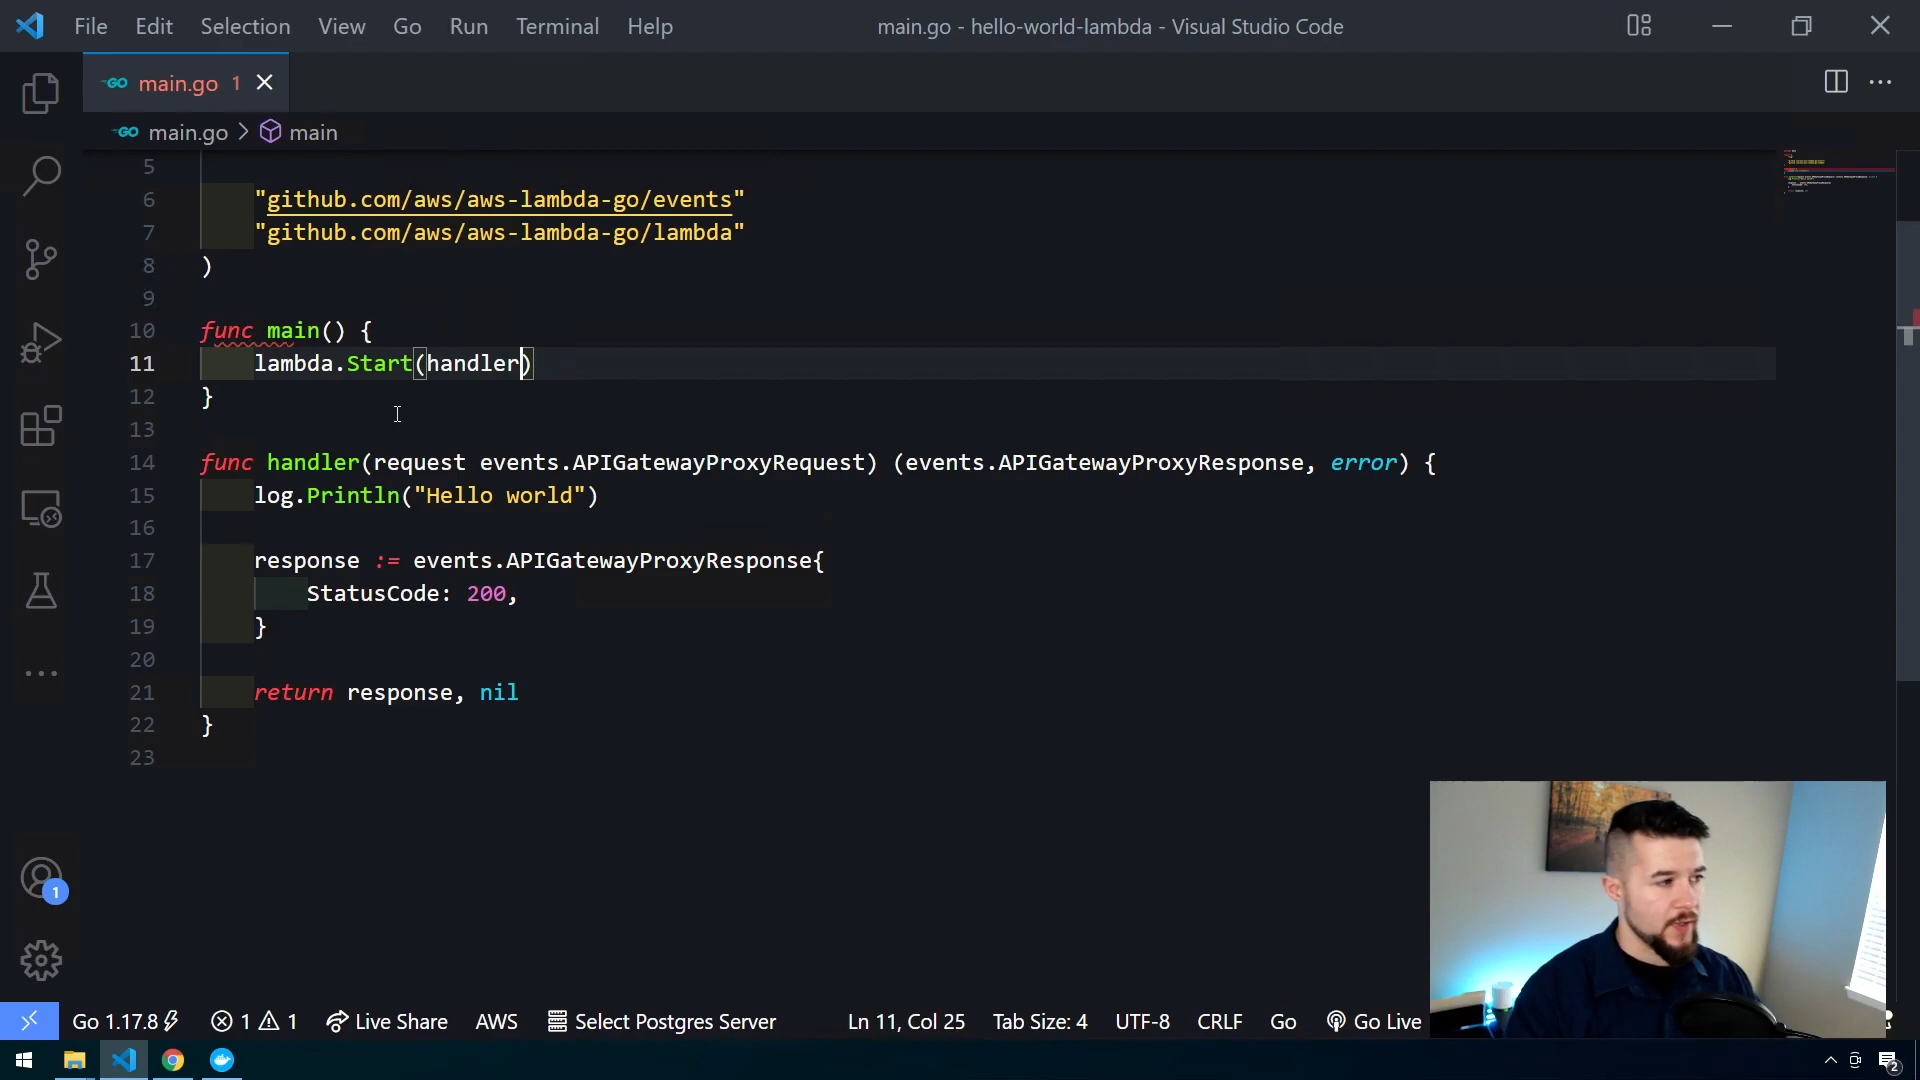 File Edit Selection View Go Run Terminal Help main.go - hello-world-lambda - Visual Studio Code
GO main.go 1
GO main.go > main
5
6 "github.com/aws/aws-lambda-go/events"
7 "github.com/aws/aws-lambda-go/lambda"
8 )
9
10 func main() {
11 lambda.Start(handler)
12 }
13
14 func handler(request events.APIGatewayProxyRequest) (events.APIGatewayProxyResponse, error) {
15 log.Println("Hello world")
16
17 response := events.APIGatewayProxyResponse{
18 StatusCode: 200,
19 }
20
21 return response, nil
22 }
23
1
Go 1.17.8 1 1 Live Share AWS Select Postgres Server Ln 11, Col 25 Tab Size: 4 UTF-8 CRLF Go Go Live
2